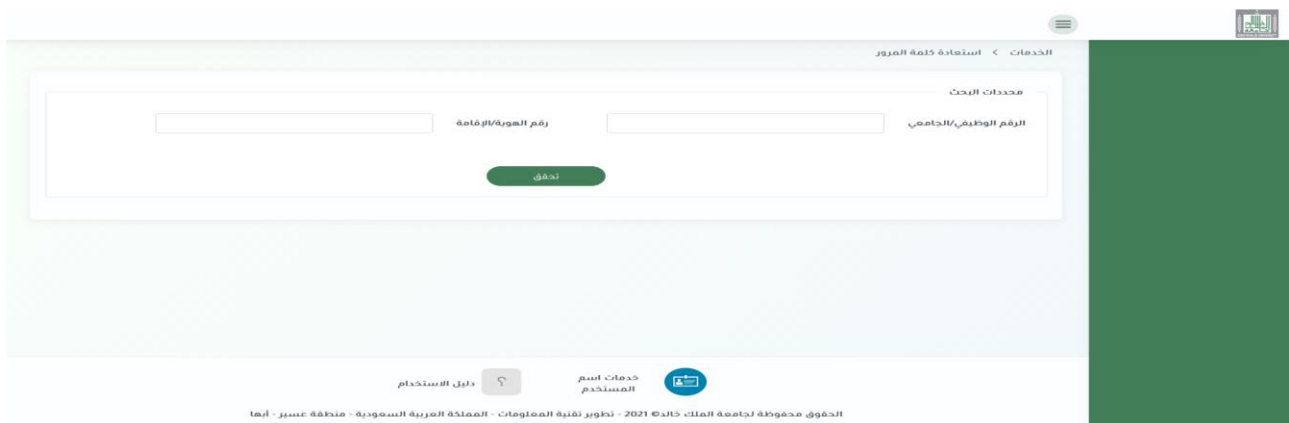 الخدمات > استعادة كلمة المرور
محددات البحث
الرقم الوظيفي/الجامعي
رقم الهوية/الإقامة
تحقق
خدمات اسم
المستخدم
؟ دليل الاستخدام
الحقوق محفوظة لجامعة الملك خالد© 2021 - تطوير تقنية المعلومات - المملكة العربية السعودية - منطقة عسير - أبها